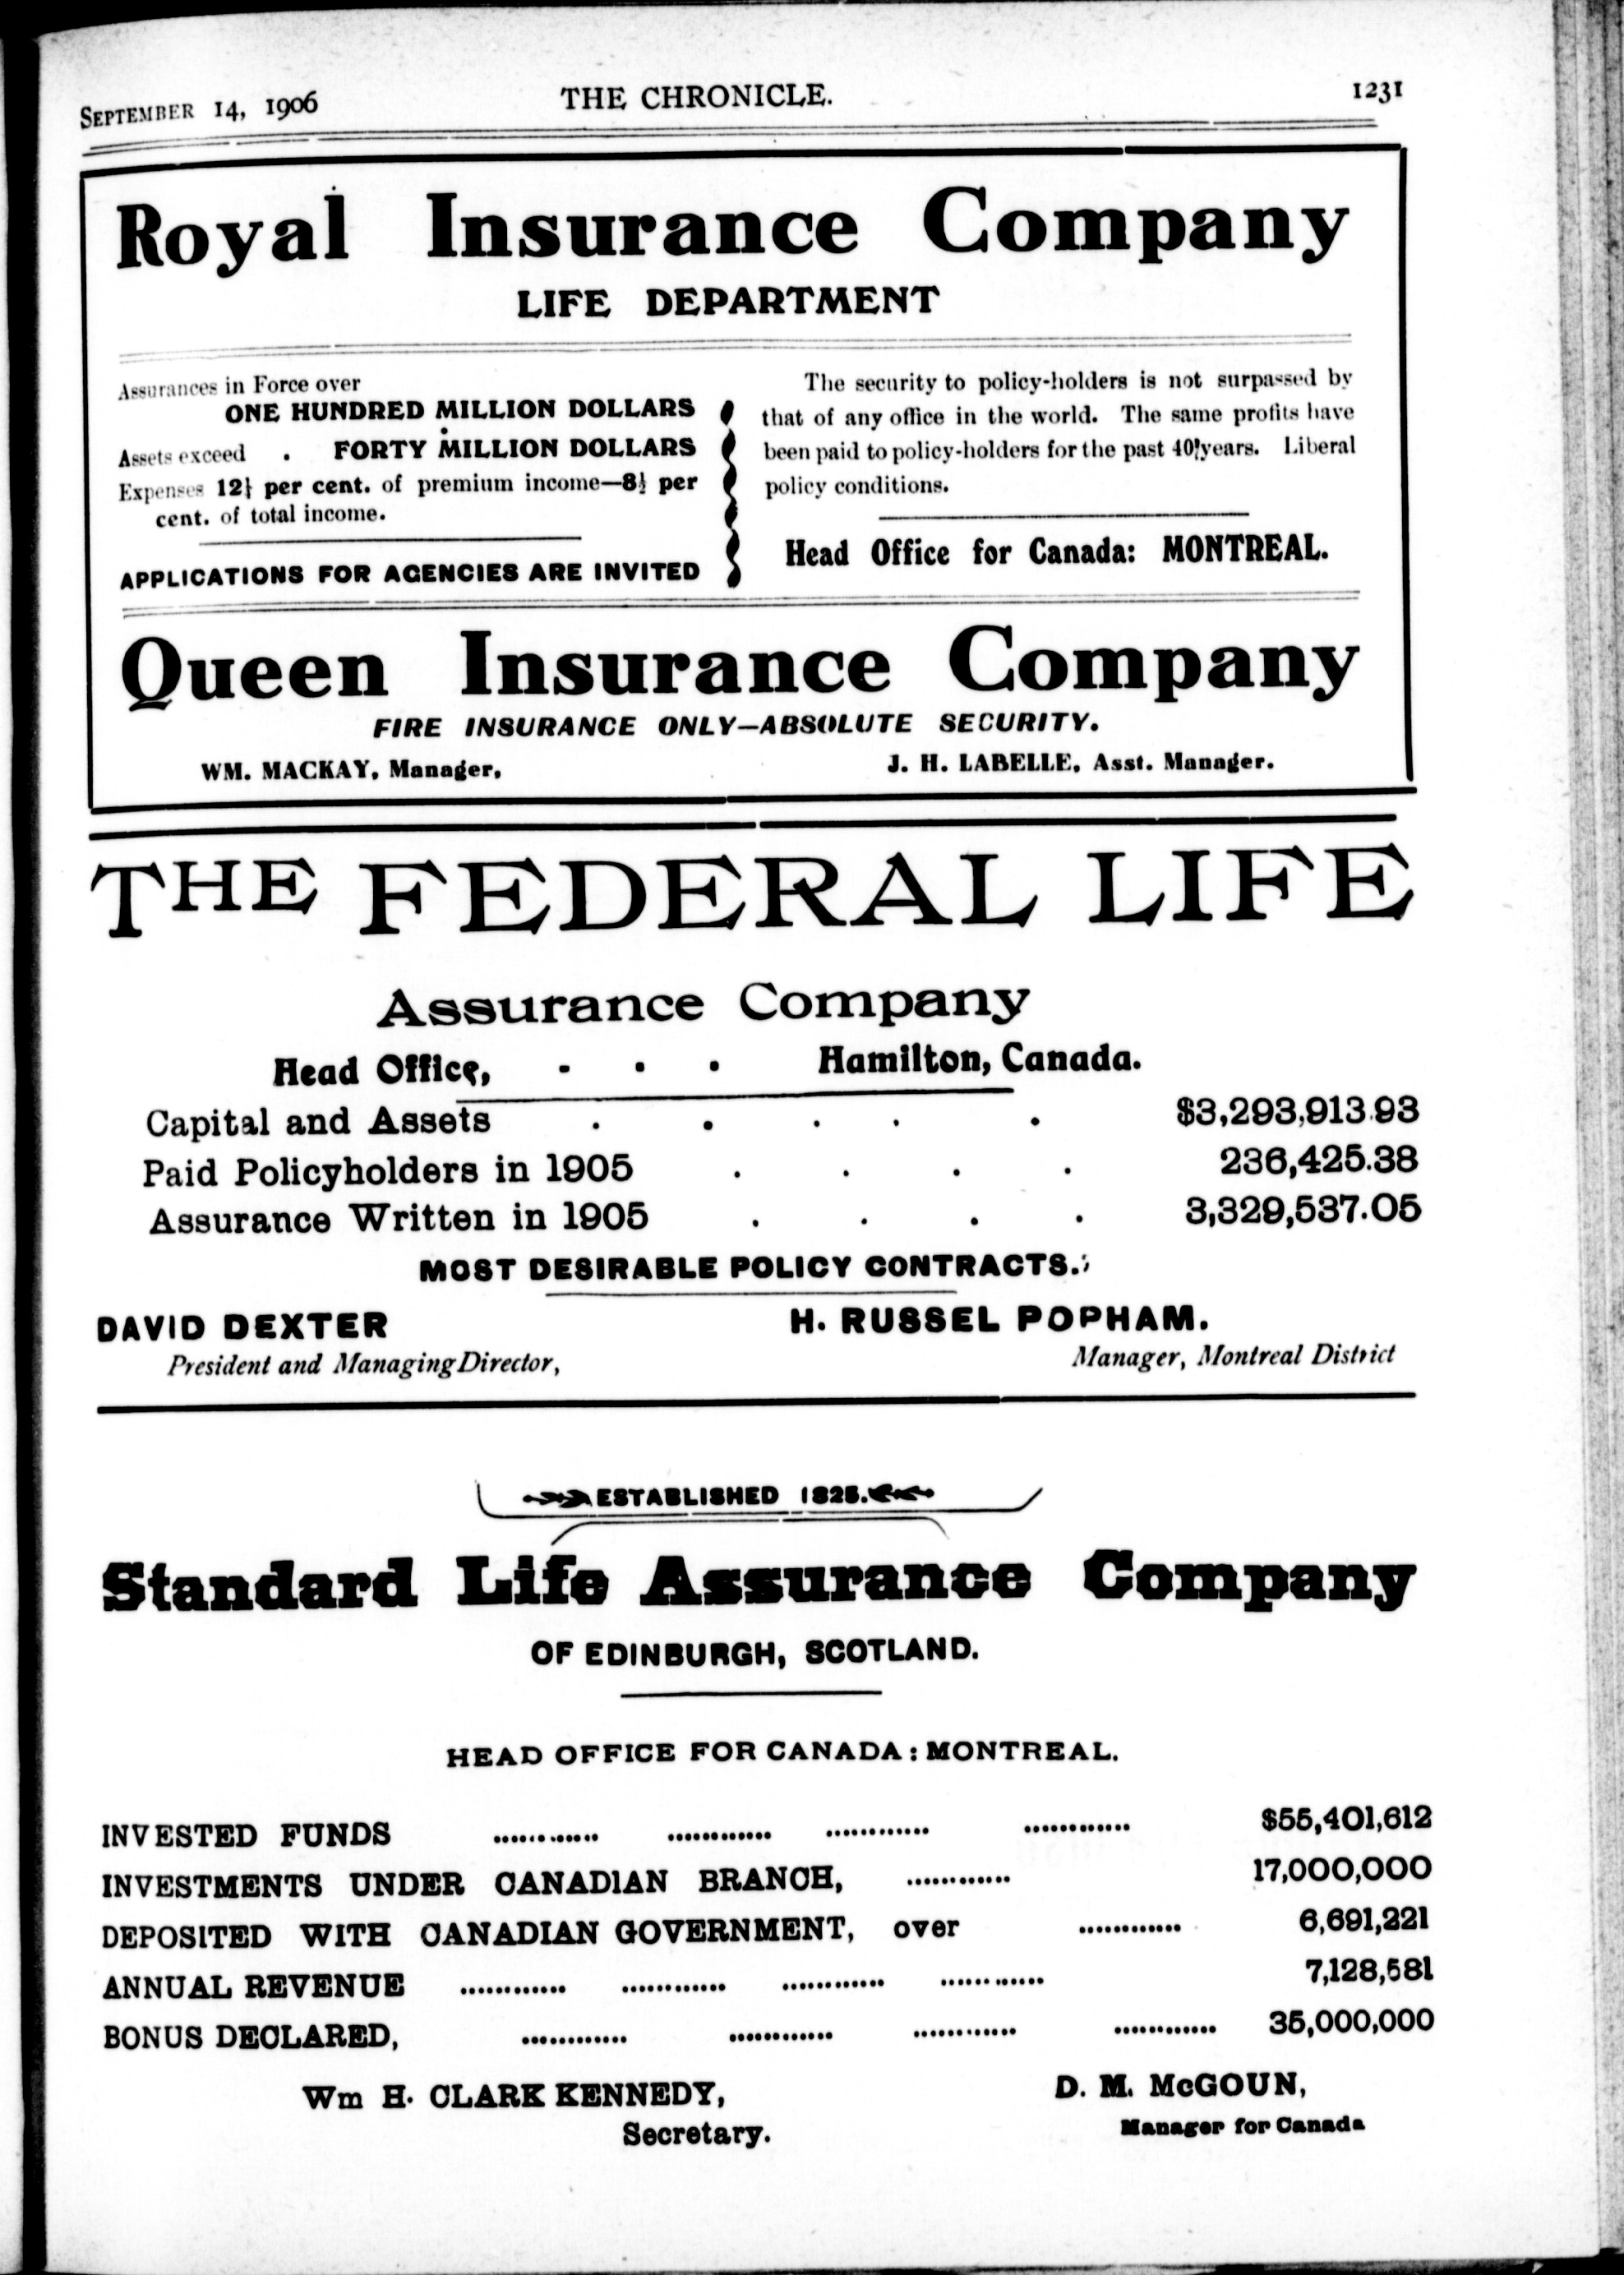 SEPTEMBER 14, 1906 THE CHRONICLE. 1231
Royal Insurance Company
LIFE DEPARTMENT
Assurances in Force over
ONE HUNDRED MILLION DOLLARS
Assets exceed . FORTY MILLION DOLLARS
Expenses 12½ per cent. of premium income—8½ per
cent. of total income.
APPLICATIONS FOR AGENCIES ARE INVITED
The security to policy-holders is not surpassed by
that of any office in the world. The same profits have
been paid to policy-holders for the past 40 years. Liberal
policy conditions.
Head Office for Canada: MONTREAL.
Queen Insurance Company
FIRE INSURANCE ONLY—ABSOLUTE SECURITY.
WM. MACKAY, Manager, J. H. LABELLE, Asst. Manager.
THE FEDERAL LIFE
Assurance Company
Head Office, - - - Hamilton, Canada.
Capital and Assets . . . . . $3,293,913.93
Paid Policyholders in 1905 . . . . 236,425.38
Assurance Written in 1905 . . . . 3,329,537.05
MOST DESIRABLE POLICY CONTRACTS.
DAVID DEXTER H. RUSSEL POPHAM.
President and Managing Director, Manager, Montreal District
ESTABLISHED 1825.
Standard Life Assurance Company
OF EDINBURGH, SCOTLAND.
HEAD OFFICE FOR CANADA: MONTREAL.
INVESTED FUNDS ............ ............ ............ ............ $55,401,612
INVESTMENTS UNDER CANADIAN BRANCH, ............ 17,000,000
DEPOSITED WITH CANADIAN GOVERNMENT, over ............ 6,691,221
ANNUAL REVENUE ............ ............ ............ ............ 7,128,581
BONUS DECLARED, ............ ............ ............ ............ 35,000,000
Wm H. CLARK KENNEDY, D. M. McGOUN,
Secretary. Manager for Canada